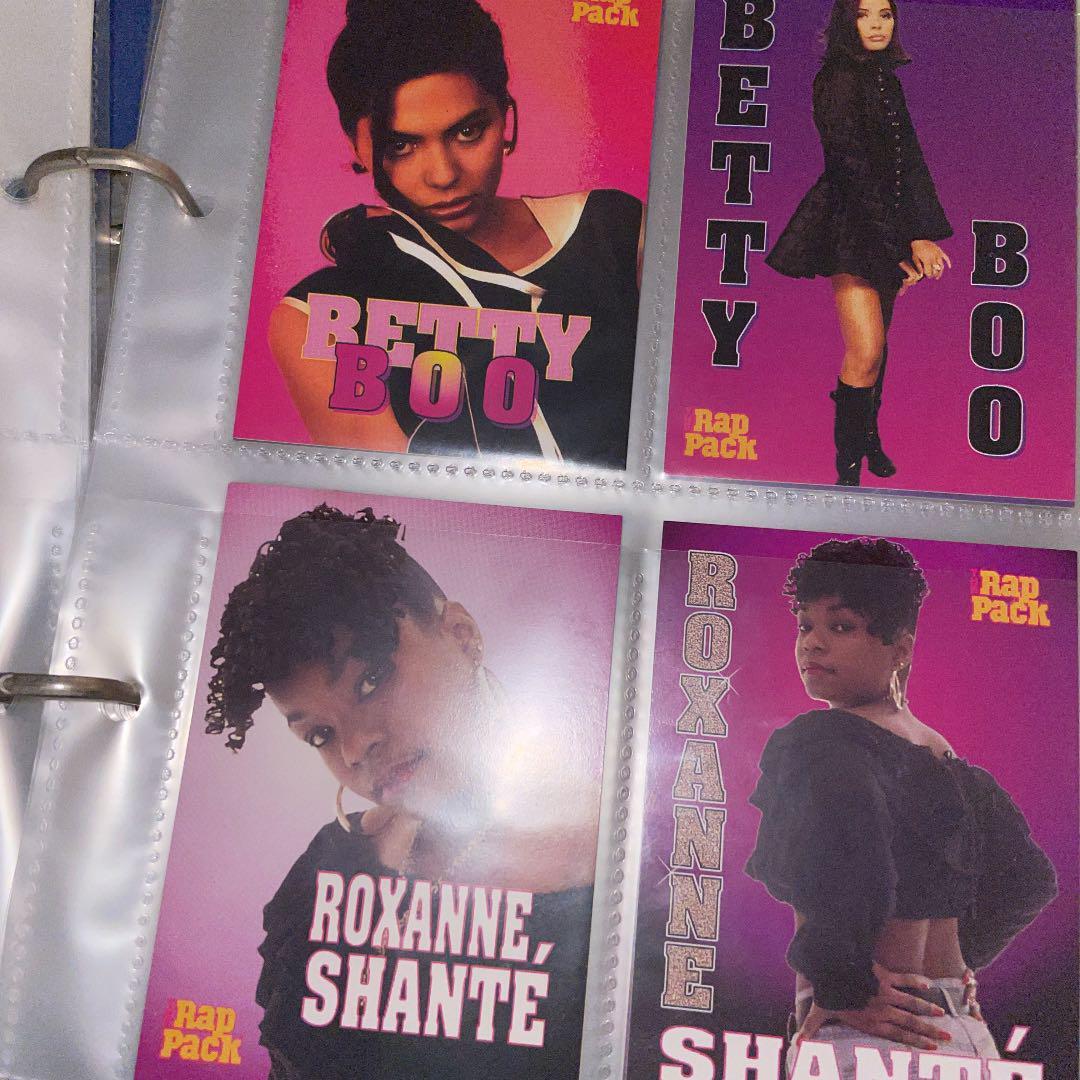 Rap
Pack
BETTY
BOO
BETTY
BOO
Rap
Pack
ROXANNE,
SHANTÉ
Rap
Pack
ROXANNE
SHANTÉ
Rap
Pack